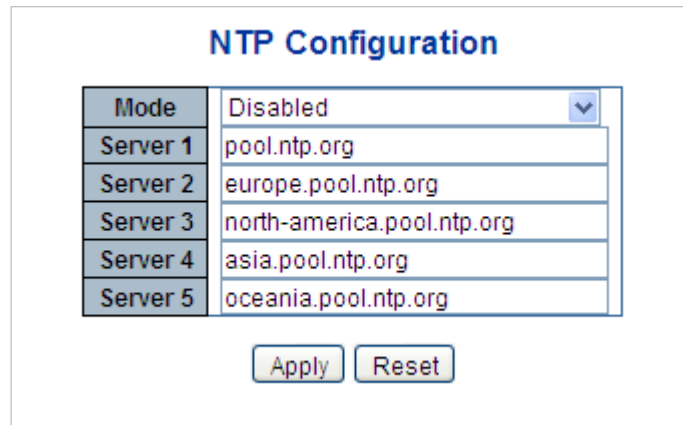 NTP Configuration
Mode Disabled
Server 1 pool.ntp.org
Server 2 europe.pool.ntp.org
Server 3 north-america.pool.ntp.org
Server 4 asia.pool.ntp.org
Server 5 oceania.pool.ntp.org
Apply Reset